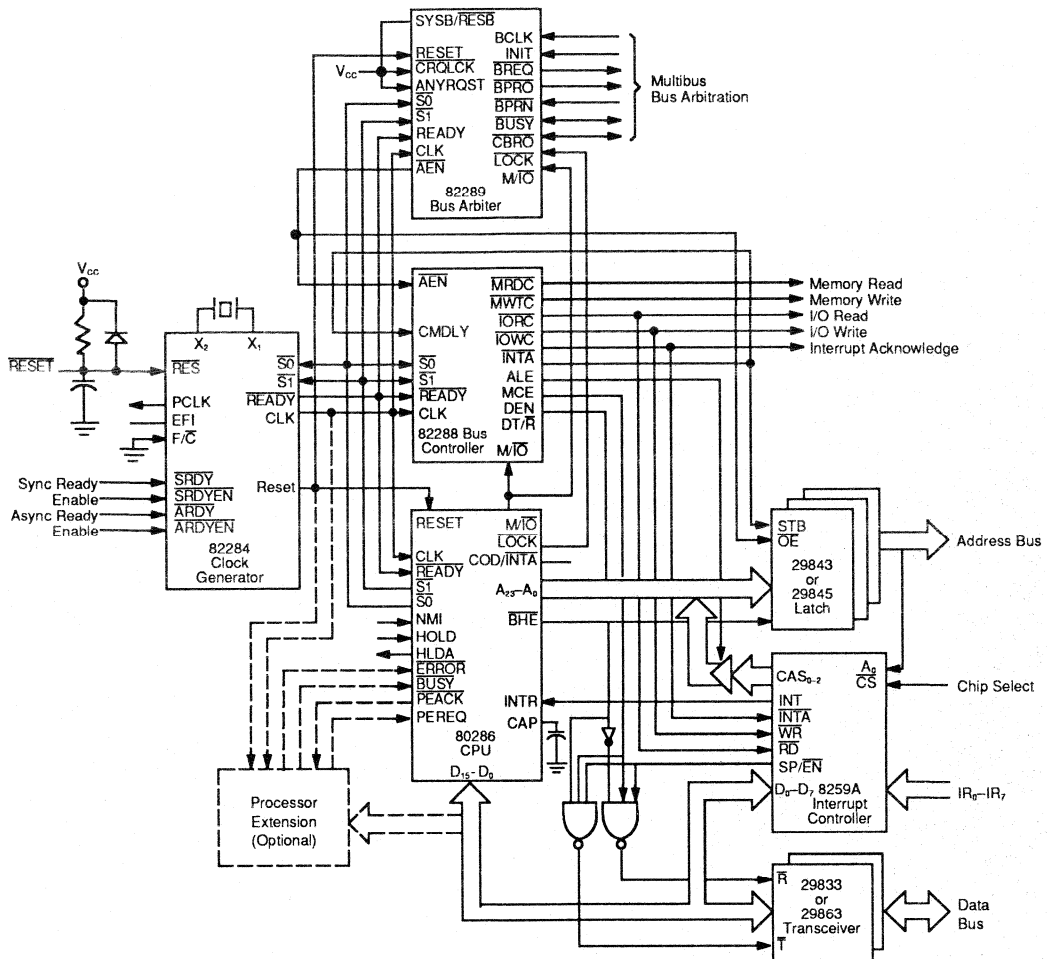 SYSB/RESB
RESET
CRQLCK
ANYRQST
S0
S1
READY
CLK
AEN
BCLK
INIT
BREQ
BPRO
BPRN
BUSY
CBRO
LOCK
M/IO
82289
Bus Arbiter
Vcc
Multibus
Bus Arbitration
AEN
CMDLY
S0
S1
READY
CLK
MRDC
MWTC
IORC
IOWC
INTA
ALE
MCE
DEN
DT/R
82288 Bus
Controller
M/IO
Memory Read
Memory Write
I/O Read
I/O Write
Interrupt Acknowledge
Vcc
RESET
X2
X1
RES
S0
S1
READY
CLK
PCLK
EFI
F/C
SRDY
SRDYEN
ARDY
ARDYEN
Reset
82284
Clock
Generator
Sync Ready
Enable
Async Ready
Enable
RESET
CLK
READY
S1
S0
NMI
HOLD
HLDA
ERROR
BUSY
PEACK
PEREQ
M/IO
LOCK
COD/INTA
A23–A0
BHE
INTR
CAP
80286
CPU
D15-D0
Processor
Extension
(Optional)
STB
OE
29843
or
29845
Latch
Address Bus
CAS0-2
INT
INTA
WR
RD
SP/EN
D0–D7 8259A
Interrupt
Controller
A0
CS
Chip Select
IR0–IR7
R
29833
or
29863
Transceiver
T
Data
Bus